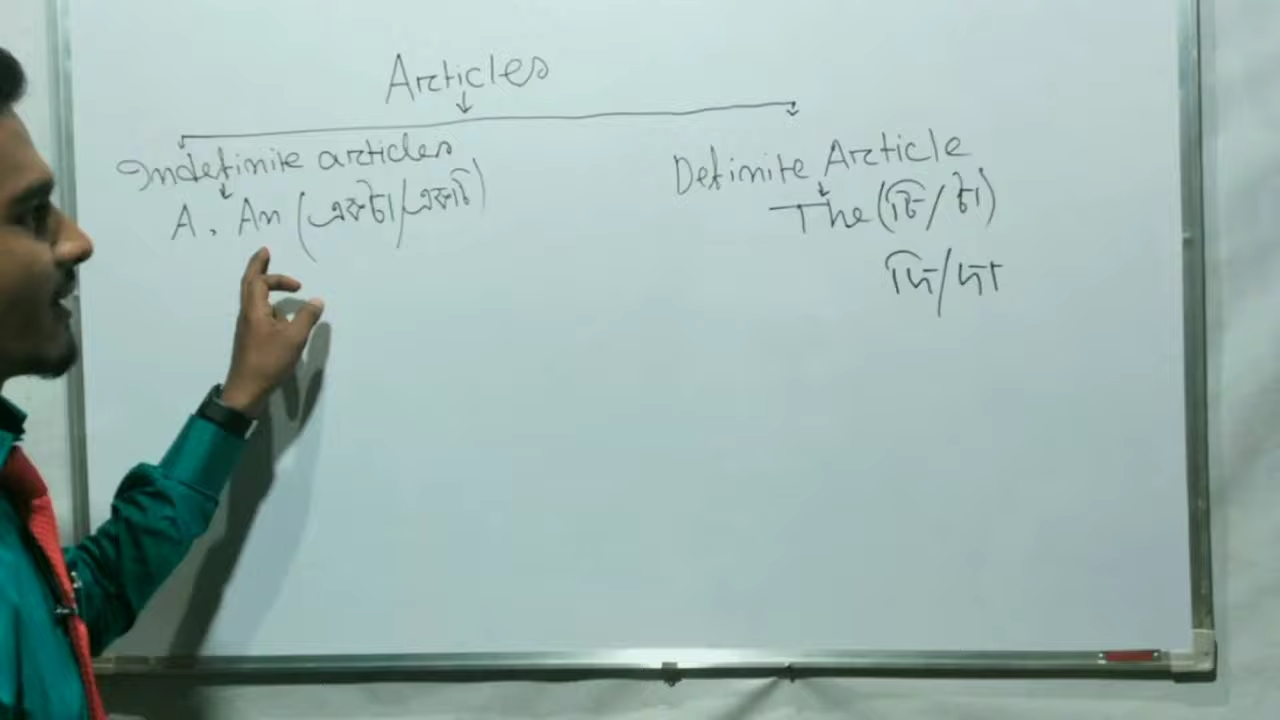 Articles
Indefinite articles
A, An (একটা/একটি)
Definite Article
The (টি/টা)